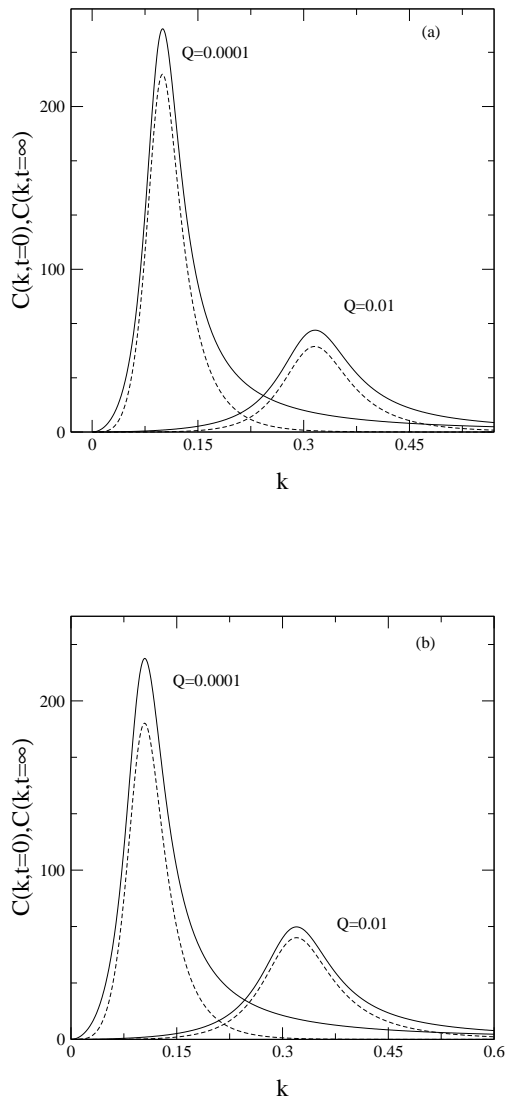 (a)
Q=0.0001
200
C(k,t=0),C(k,t=∞)
100
Q=0.01
0
0 0.15 0.3 0.45
k
(b)
Q=0.0001
200
C(k,t=0),C(k,t=∞)
100
Q=0.01
0
0 0.15 0.3 0.45 0.6
k